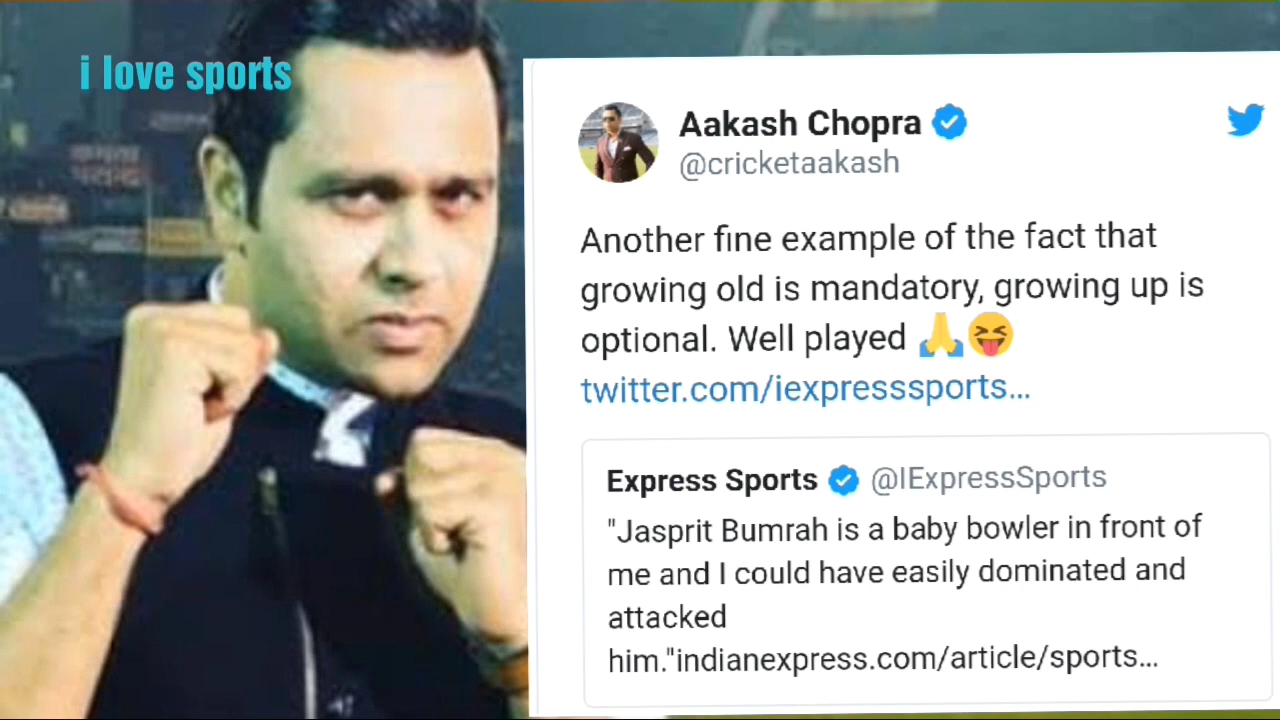 i love sports
Aakash Chopra
@cricketaakash
Another fine example of the fact that
growing old is mandatory, growing up is
optional. Well played 🙏😝
twitter.com/iexpresssports...
Express Sports @IExpressSports
"Jasprit Bumrah is a baby bowler in front of
me and I could have easily dominated and
attacked
him."indianexpress.com/article/sports...